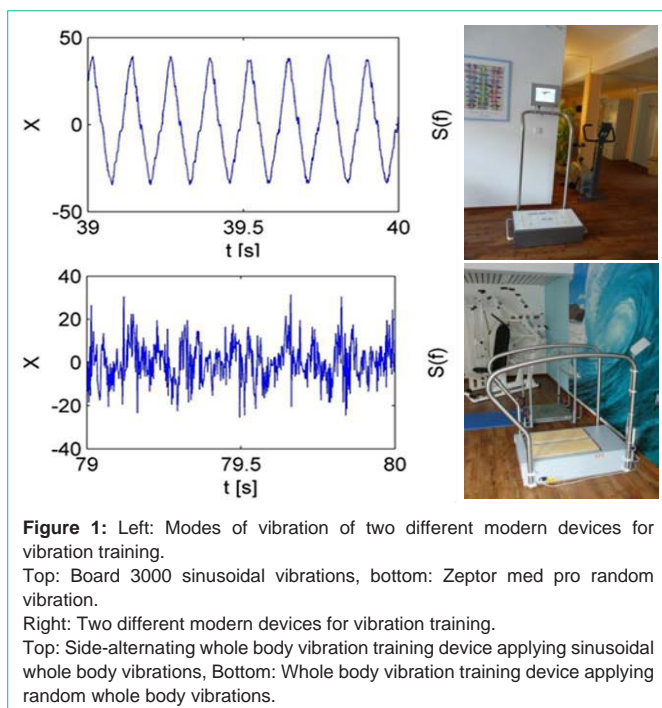 50
0
-50
X
39
39.5
40
t [s]
S(f)
40
20
0
-20
-40
X
79
79.5
80
t [s]
S(f)
Figure 1: Left: Modes of vibration of two different modern devices for
vibration training.
Top: Board 3000 sinusoidal vibrations, bottom: Zeptor med pro random
vibration.
Right: Two different modern devices for vibration training.
Top: Side-alternating whole body vibration training device applying sinusoidal
whole body vibrations, Bottom: Whole body vibration training device applying
random whole body vibrations.